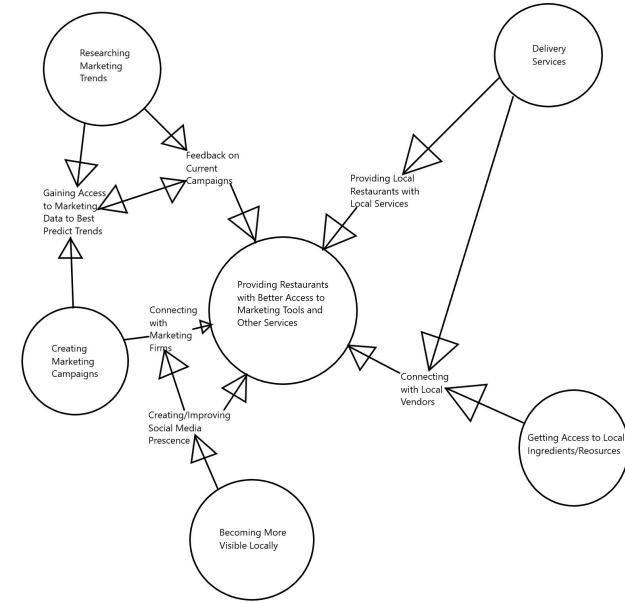 Researching
Marketing
Trends
Delivery
Services
Feedback on
Current
Campaigns
Providing Local
Restaurants with
Local Services
Gaining Access
to Marketing
Data to Best
Predict Trends
Providing Restaurants
with Better Access to
Marketing Tools and
Other Services
Connecting
with
Marketing
Firms
Creating
Marketing
Campaigns
Connecting
with Local
Vendors
Creating/Improving
Social Media
Prescence
Getting Access to Local
Ingredients/Reosurces
Becoming More
Visible Locally